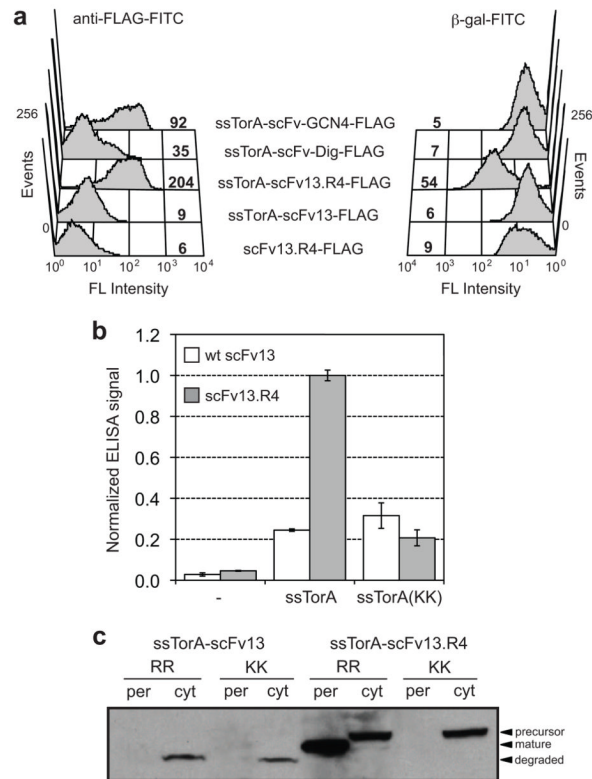 a
anti-FLAG-FITC
β-gal-FITC
256
Events
0
92
35
204
9
6
10⁰ 10¹ 10² 10³ 10⁴
FL Intensity
ssTorA-scFv-GCN4-FLAG
ssTorA-scFv-Dig-FLAG
ssTorA-scFv13.R4-FLAG
ssTorA-scFv13-FLAG
scFv13.R4-FLAG
5
7
54
6
9
256
Events
0
10⁴ 10³ 10² 10¹ 10⁰
FL Intensity
b
Normalized ELISA signal
1.2
1.0
0.8
0.6
0.4
0.2
0.0
wt scFv13
scFv13.R4
- ssTorA ssTorA(KK)
c
ssTorA-scFv13 ssTorA-scFv13.R4
RR KK RR KK
per cyt per cyt per cyt per cyt
precursor
mature
degraded